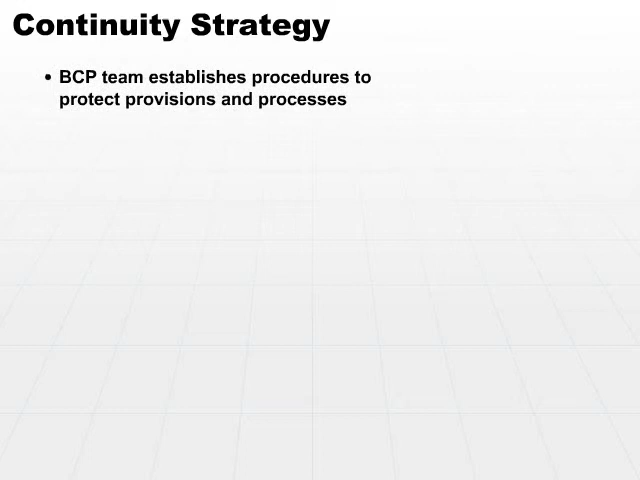 Continuity Strategy
• BCP team establishes procedures to
protect provisions and processes